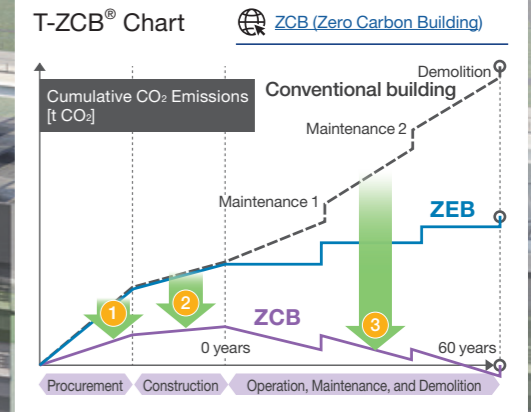 T-ZCB® Chart
ZCB (Zero Carbon Building)
Cumulative CO₂ Emissions
[t CO₂]
Conventional building
Demolition
Maintenance 2
Maintenance 1
ZEB
1
2
3
ZCB
0 years
60 years
Procurement
Construction
Operation, Maintenance, and Demolition